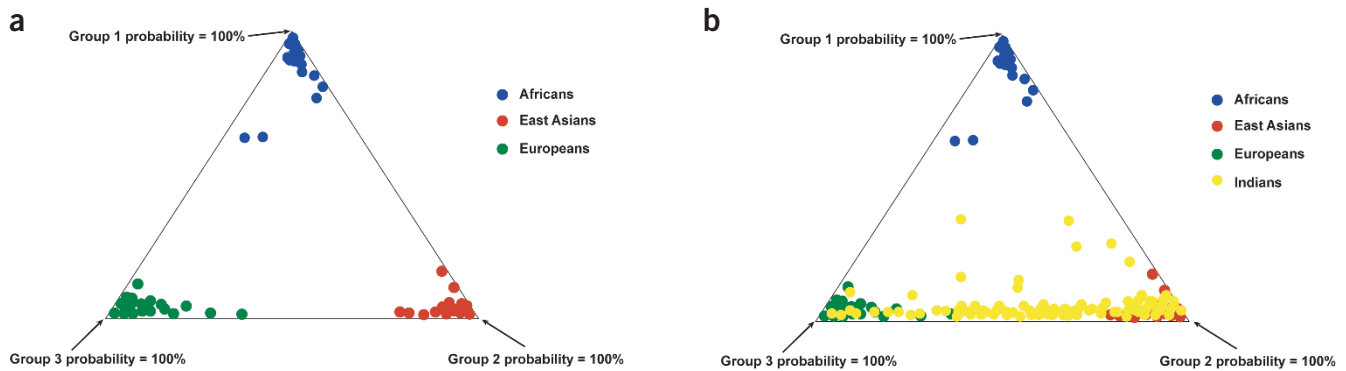 a
Group 1 probability = 100%
Africans
East Asians
Europeans
Group 3 probability = 100%
Group 2 probability = 100%
b
Group 1 probability = 100%
Africans
East Asians
Europeans
Indians
Group 3 probability = 100%
Group 2 probability = 100%